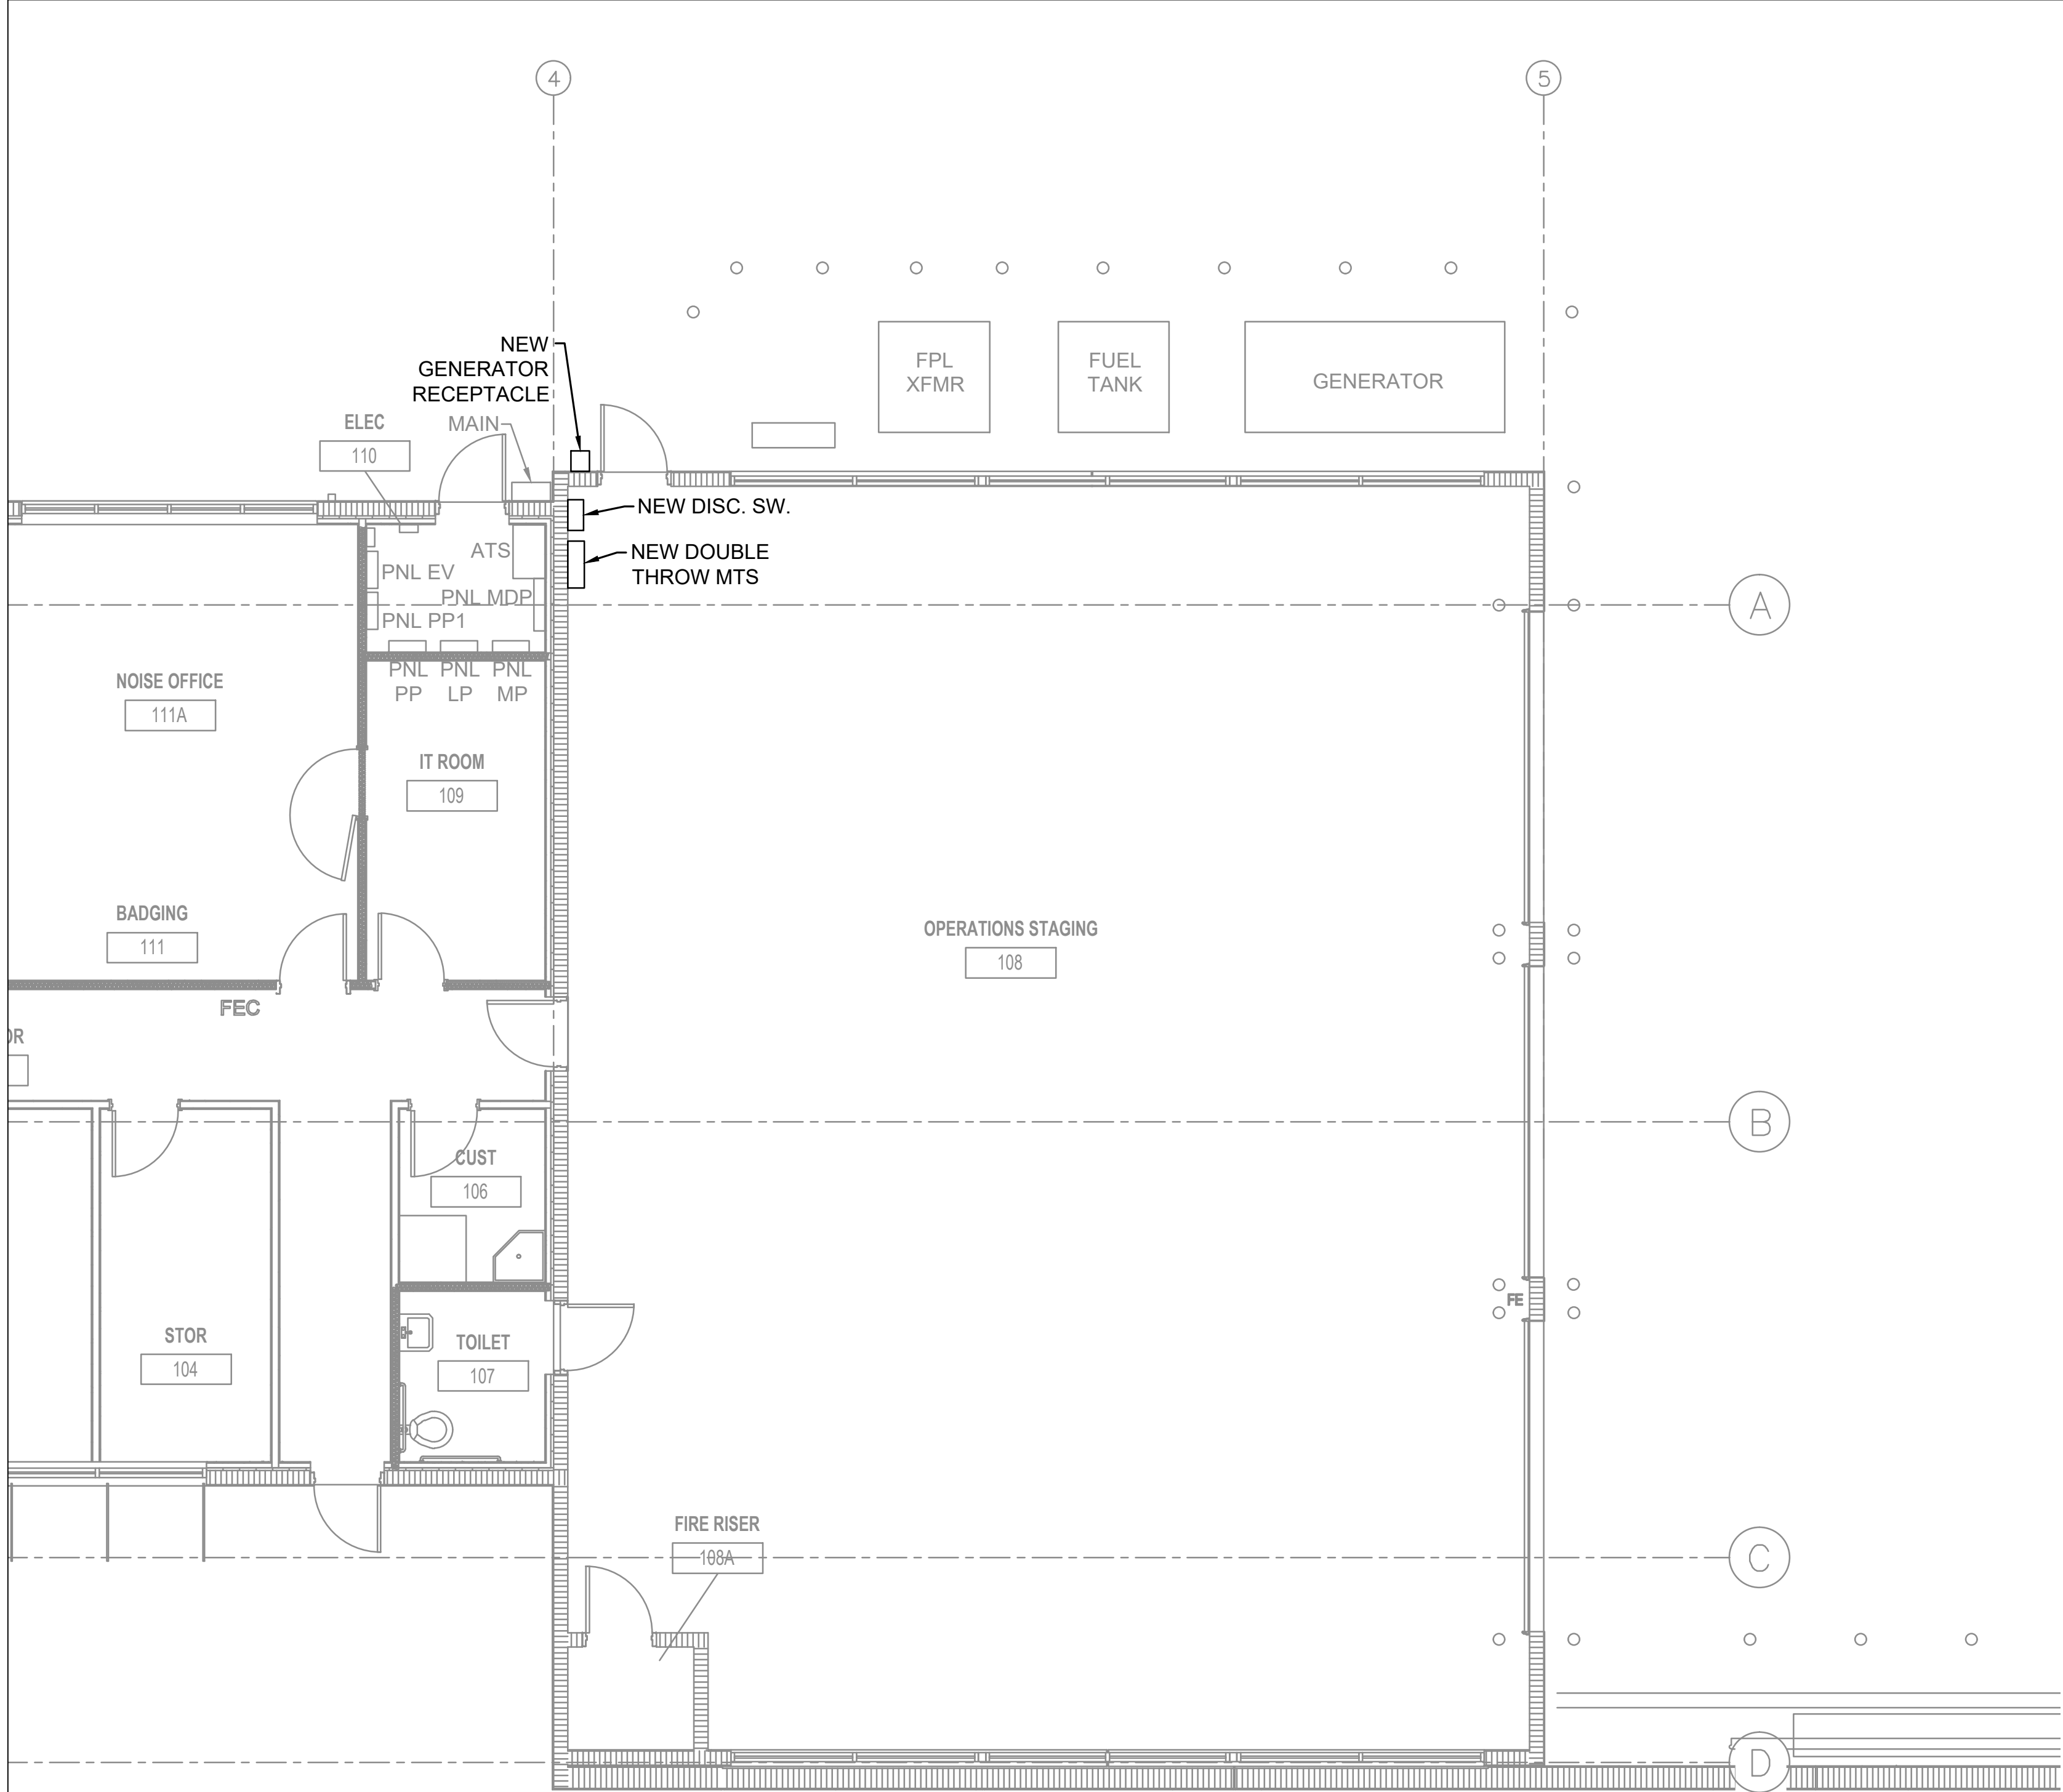 4
5
NEW
GENERATOR
RECEPTACLE
FPL
XFMR
FUEL
TANK
GENERATOR
ELEC
110
MAIN
NEW DISC. SW.
ATS
NEW DOUBLE
THROW MTS
PNL EV
PNL MDP
A
PNL PP1
PNL PNL PNL
PP LP MP
NOISE OFFICE
111A
IT ROOM
109
BADGING
111
OPERATIONS STAGING
108
FEC
OR
B
CUST
106
FE
STOR
104
TOILET
107
FIRE RISER
108A
C
D